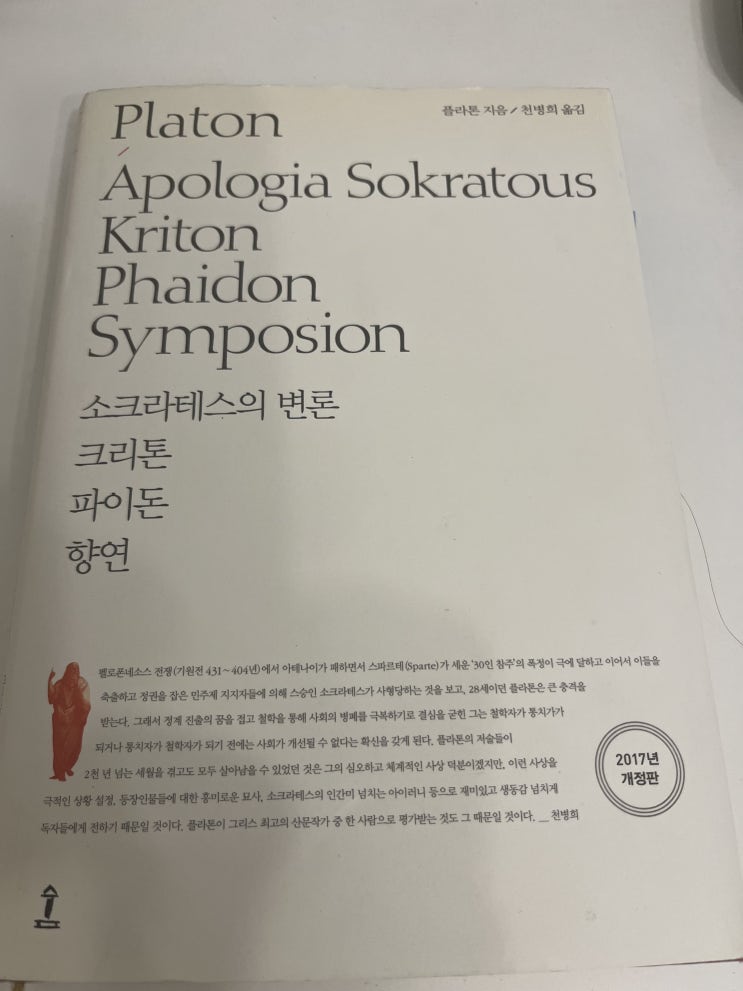 Platon
플라톤 지음 / 천병희 옮김
Apologia Sokratous
Kriton
Phaidon
Symposion
소크라테스의 변론
크리톤
파이돈
향연
펠로폰네소스 전쟁(기원전 431~404년)에서 아테나이가 패하면서 스파르테(Sparte)가 세운 '30인 참주'의 폭정이 극에 달하고 이어서 이들을
축출하고 정권을 잡은 민주제 지지자들에 의해 스승인 소크라테스가 사형당하는 것을 보고, 28세이던 플라톤은 큰 충격을
받는다. 그래서 정계 진출의 꿈을 접고 철학을 통해 사회의 병폐를 극복하기로 결심을 굳힌 그는 철학자가 통치자가
되거나 통치자가 철학자가 되기 전에는 사회가 개선될 수 없다는 확신을 갖게 된다. 플라톤의 저술들이
2천 년 넘는 세월을 겪고도 모두 살아남을 수 있었던 것은 그의 심오하고 체계적인 사상 덕분이겠지만, 이런 사상을
극적인 상황 설정, 등장인물들에 대한 흥미로운 묘사, 소크라테스의 인간미 넘치는 아이러니 등으로 재미있고 생동감 넘치게
독자들에게 전하기 때문일 것이다. 플라톤이 그리스 최고의 산문작가 중 한 사람으로 평가받는 것도 그 때문일 것이다. __ 천병희
2017년
개정판